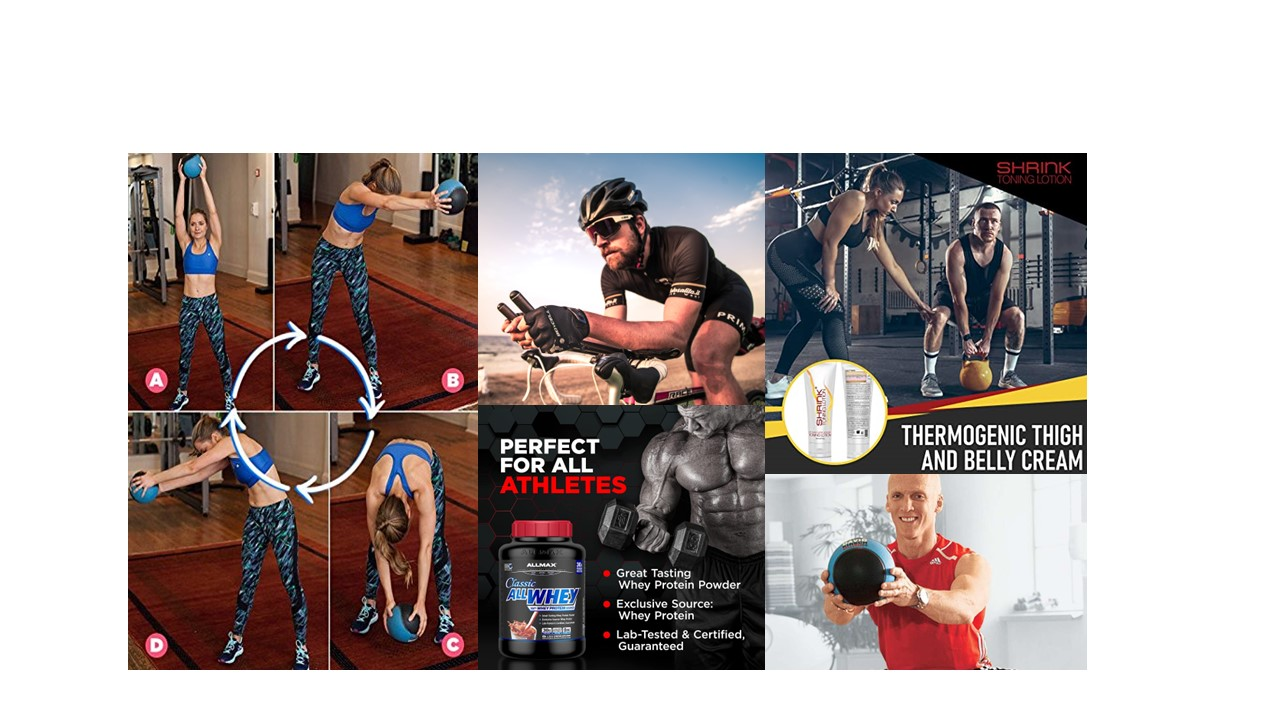 A
B
D
C
PERFECT
FOR ALL
ATHLETES
ALLMAX
Classic
ALLWHEY
Great Tasting
Whey Protein Powder
Exclusive Source:
Whey Protein
Lab-Tested & Certified,
Guaranteed
SHRINK
TONING LOTION
SHRINK
THERMOGENIC THIGH
AND BELLY CREAM